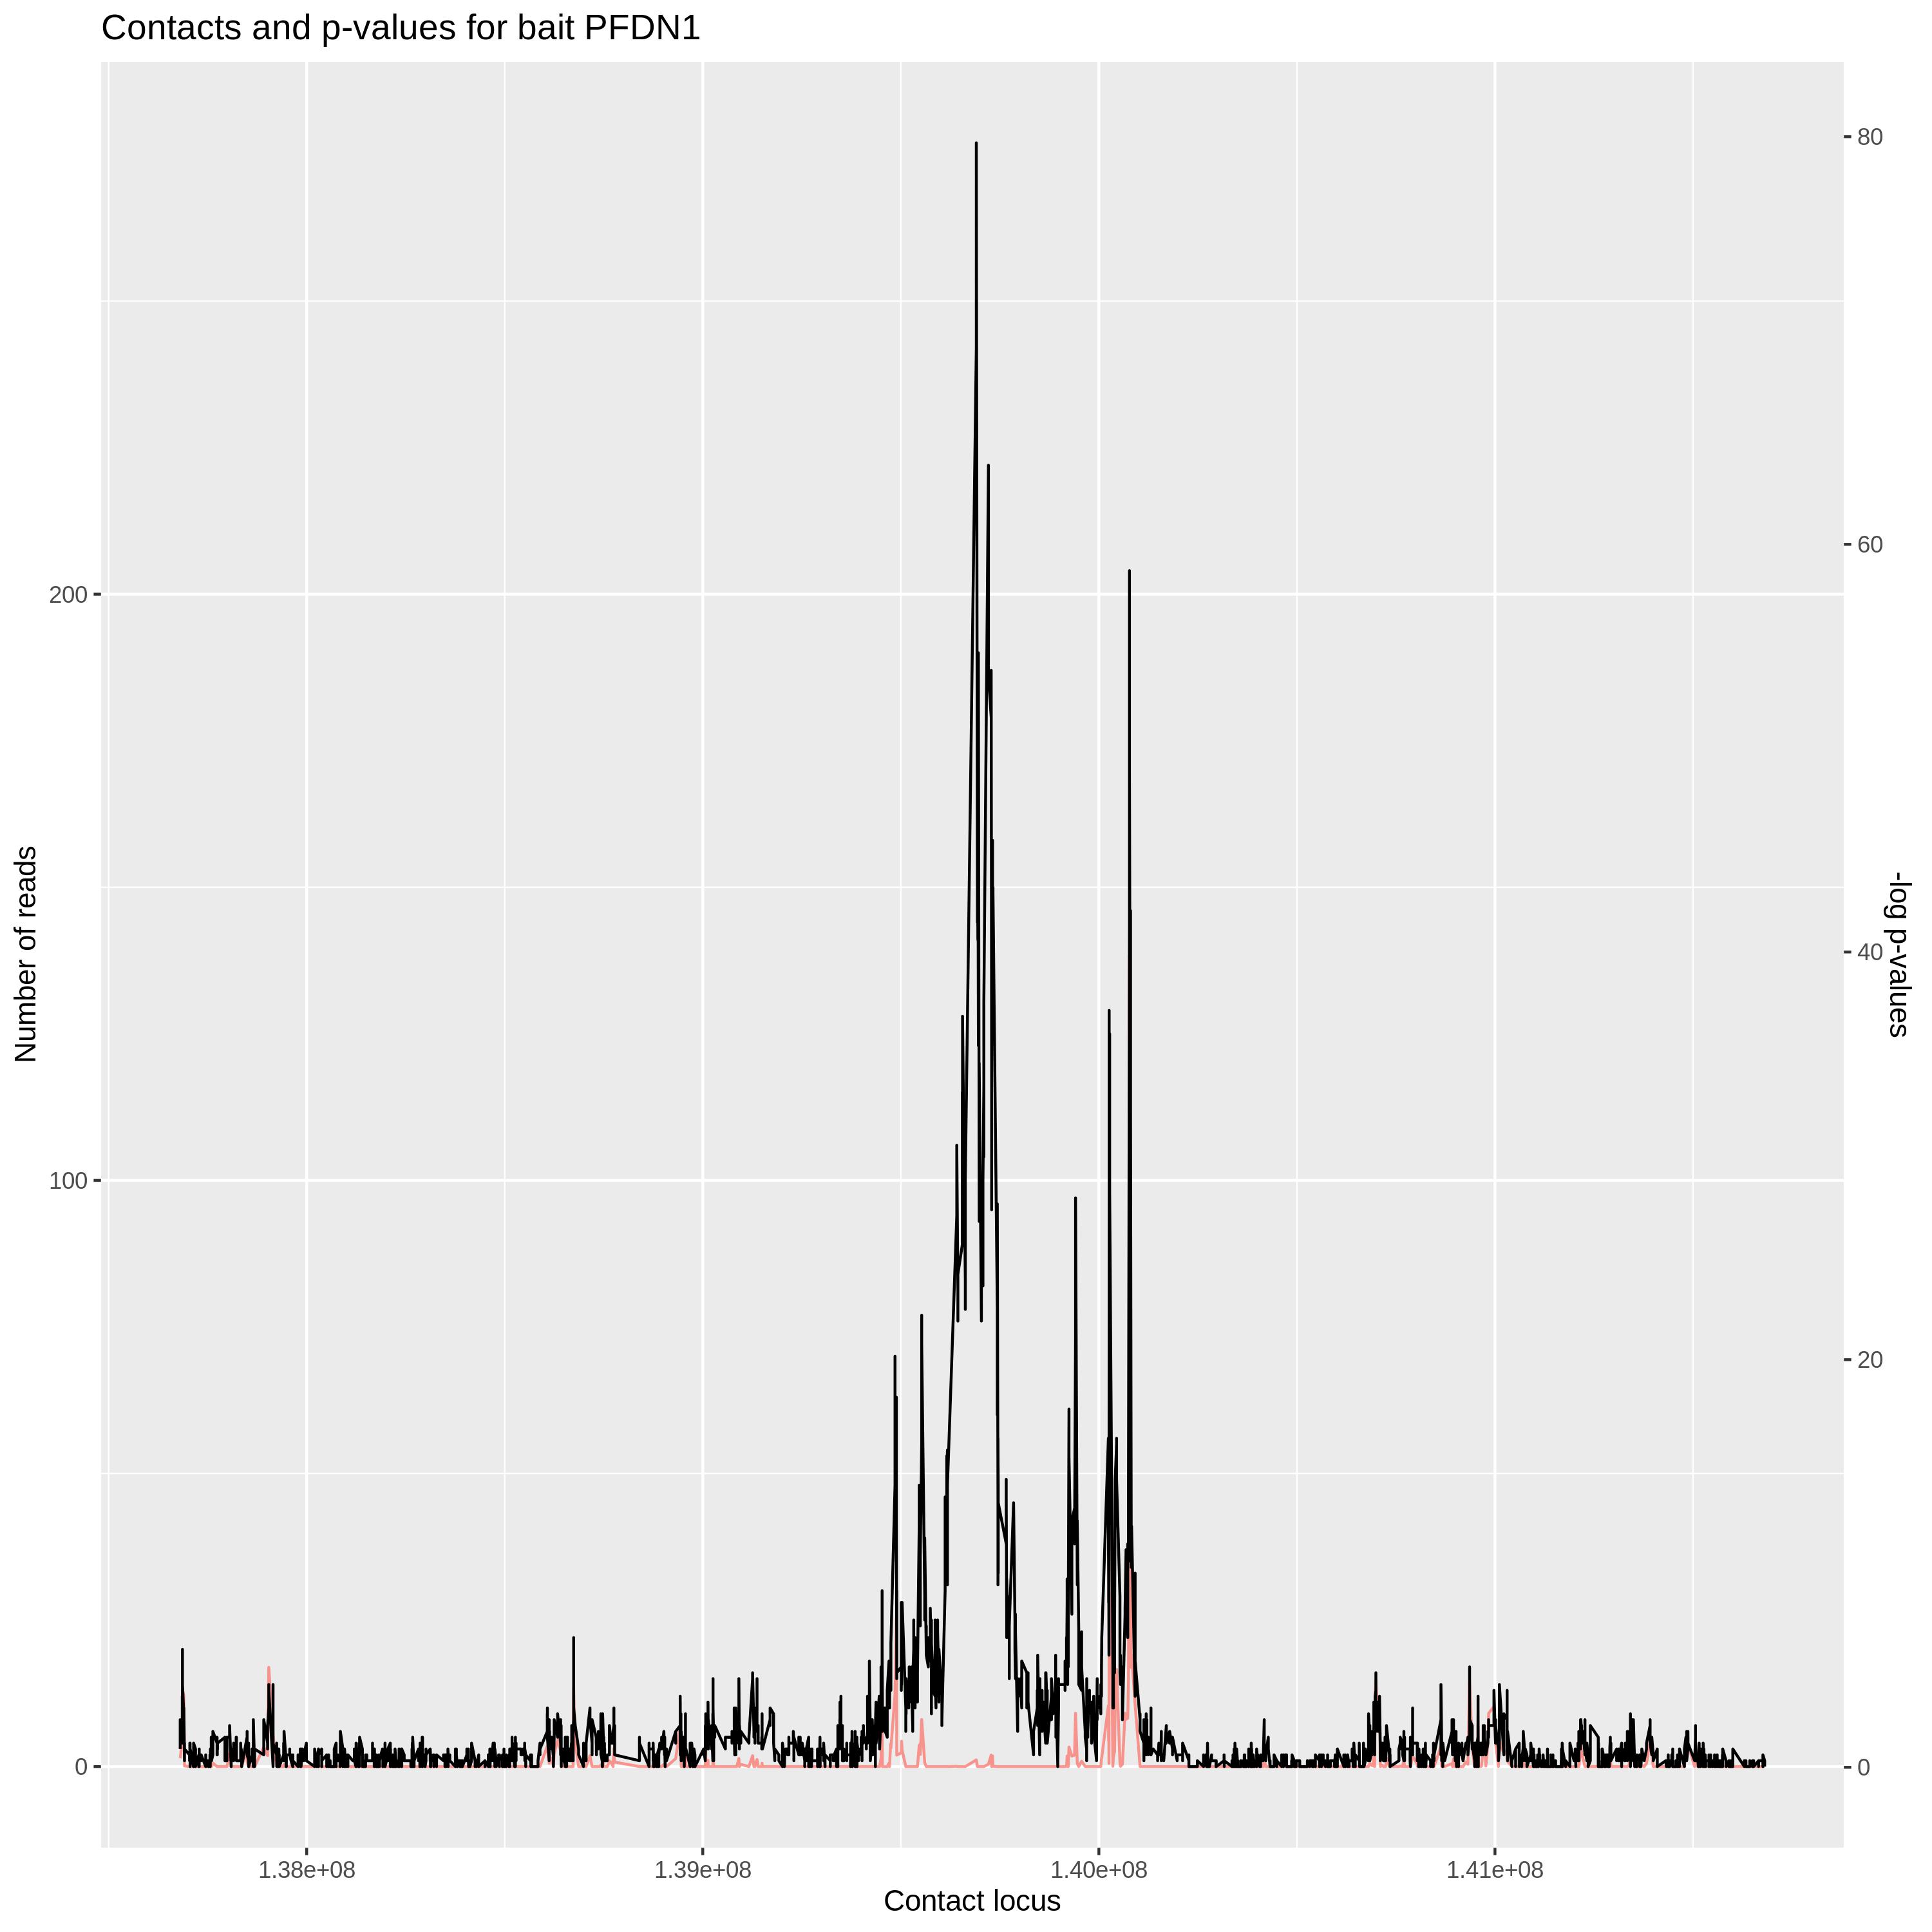 Contacts and p-values for bait PFDN1
Number of reads
200
100
0
80
60
40
20
0
-log p-values
1.38e+08
1.39e+08
1.40e+08
1.41e+08
Contact locus